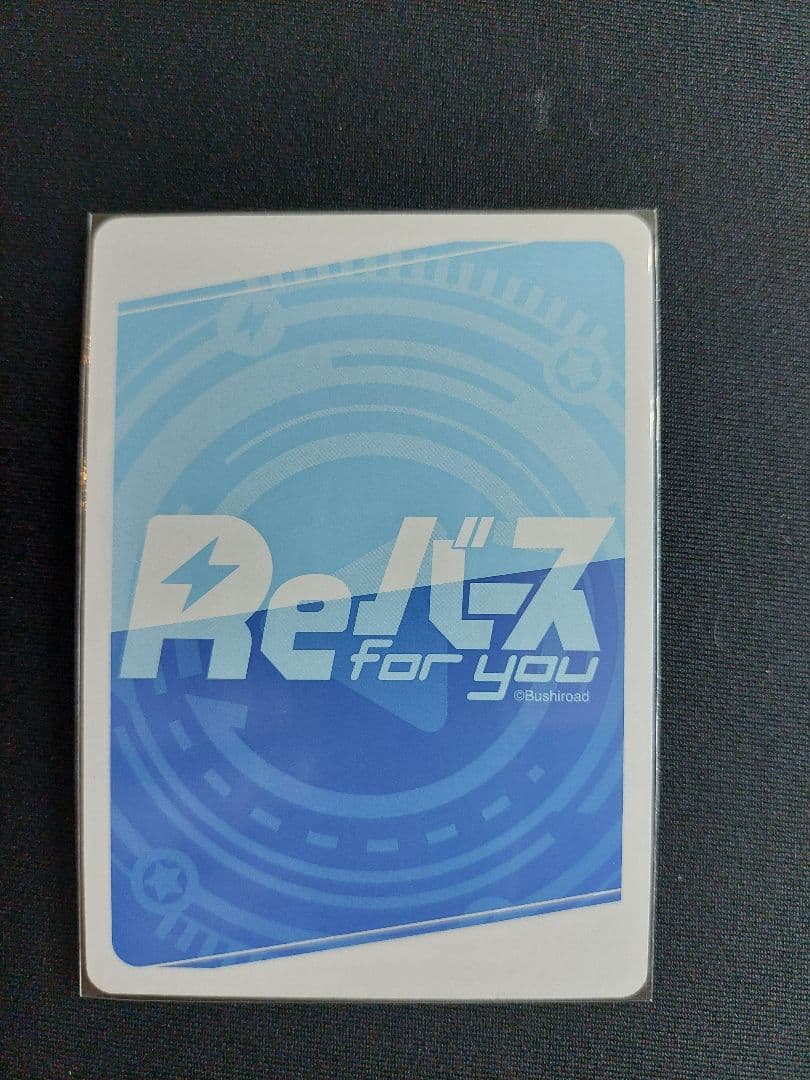 Reバース
for you
©Bushiroad